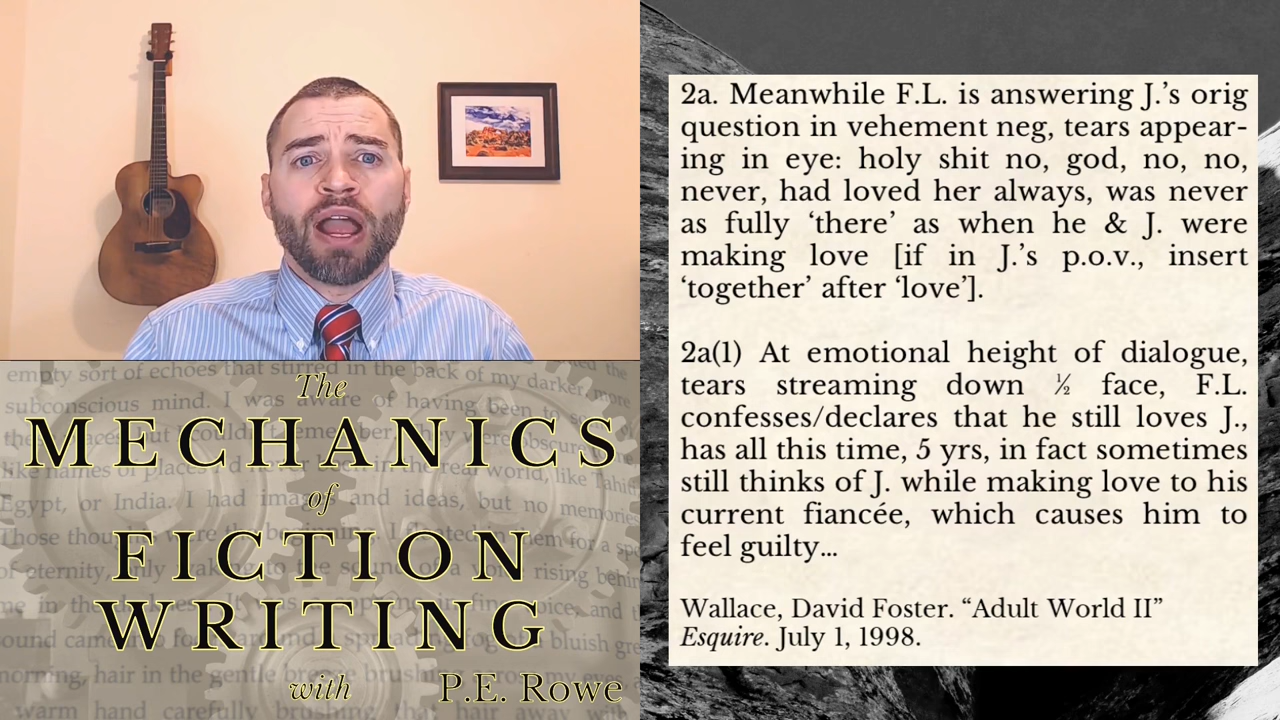 The
MECHANICS
of
FICTION
WRITING
with P.E. Rowe
2a. Meanwhile F.L. is answering J.’s orig
question in vehement neg, tears appear-
ing in eye: holy shit no, god, no, no,
never, had loved her always, was never
as fully ‘there’ as when he & J. were
making love [if in J.’s p.o.v., insert
‘together’ after ‘love’].
2a(1) At emotional height of dialogue,
tears streaming down ½ face, F.L.
confesses/declares that he still loves J.,
has all this time, 5 yrs, in fact sometimes
still thinks of J. while making love to his
current fiancée, which causes him to
feel guilty…
Wallace, David Foster. “Adult World II”
Esquire. July 1, 1998.